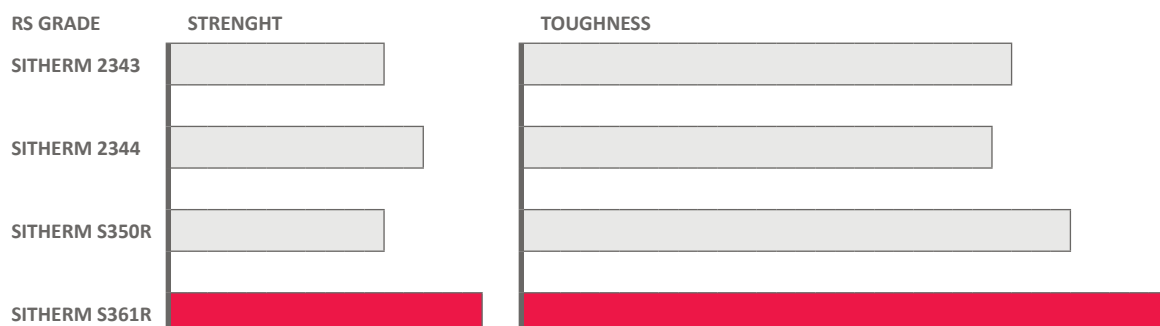 RS GRADE STRENGHT TOUGHNESS
SITHERM 2343
SITHERM 2344
SITHERM S350R
SITHERM S361R